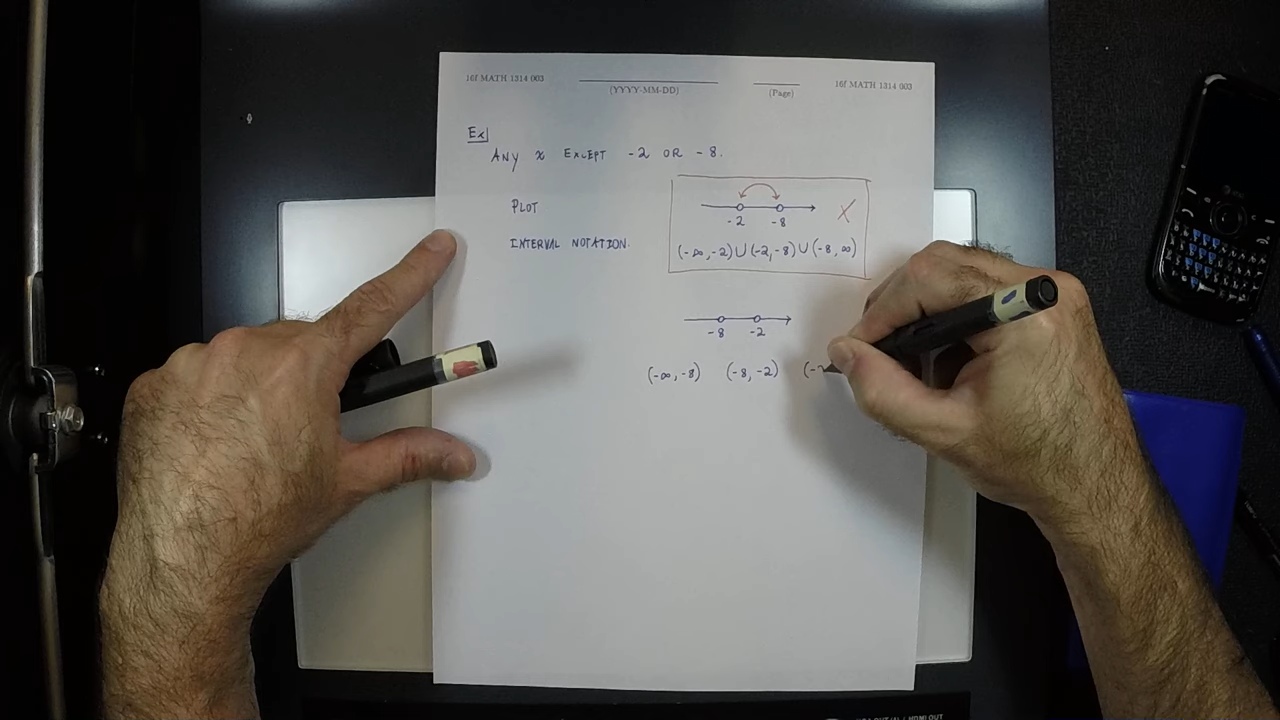 16f MATH 1314 003 (YYYY-MM-DD) (Page) 16f MATH 1314 003
Ex
ANY x EXCEPT -2 OR -8.
PLOT
-2 -8 X
INTERVAL NOTATION.
(-∞,-2)∪(-2,-8)∪(-8,∞)
-8 -2
(-∞,-8) (-8,-2) (-